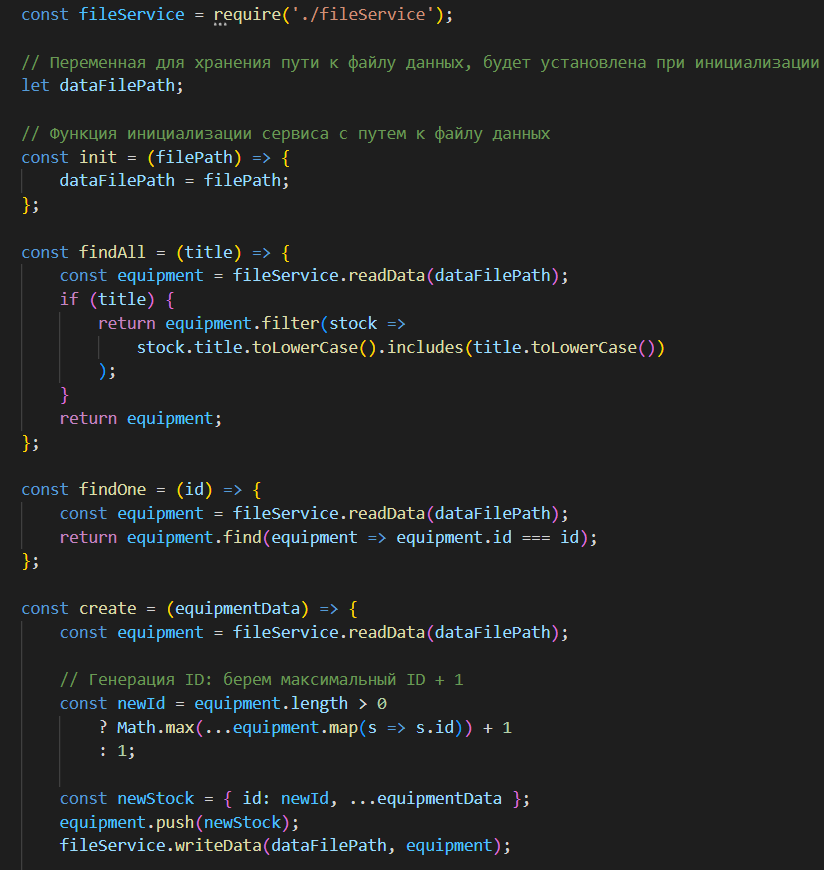 const fileService = require('./fileService');
// Переменная для хранения пути к файлу данных, будет установлена при инициализации
let dataFilePath;
// Функция инициализации сервиса с путем к файлу данных
const init = (filePath) => {
    dataFilePath = filePath;
};
const findAll = (title) => {
    const equipment = fileService.readData(dataFilePath);
    if (title) {
        return equipment.filter(stock =>
            stock.title.toLowerCase().includes(title.toLowerCase())
        );
    }
    return equipment;
};
const findOne = (id) => {
    const equipment = fileService.readData(dataFilePath);
    return equipment.find(equipment => equipment.id === id);
};
const create = (equipmentData) => {
    const equipment = fileService.readData(dataFilePath);
    // Генерация ID: берем максимальный ID + 1
    const newId = equipment.length > 0
        ? Math.max(...equipment.map(s => s.id)) + 1
        : 1;
    const newStock = { id: newId, ...equipmentData };
    equipment.push(newStock);
    fileService.writeData(dataFilePath, equipment);